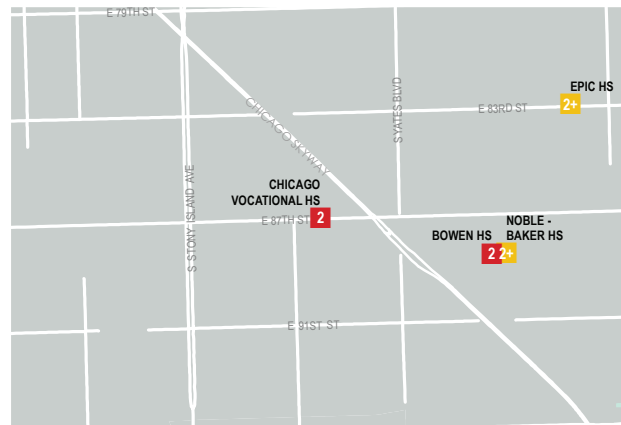 E 79TH ST
EPIC HS
2+
E 83RD ST
S YATES BLVD
CHICAGO SKYWAY
S STONY ISLAND AVE
CHICAGO
VOCATIONAL HS
E 87TH ST
2
NOBLE -
BOWEN HS
BAKER HS
2
2+
E 91ST ST